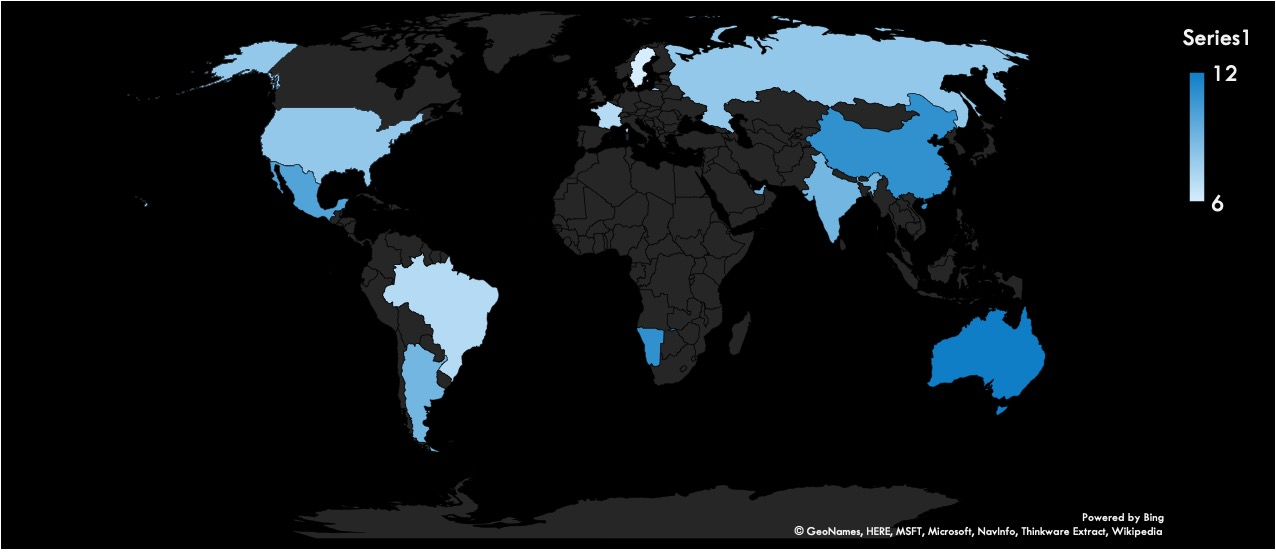 Series1
12
6
Powered by Bing
© GeoNames, HERE, MSFT, Microsoft, NavInfo, Thinkware Extract, Wikipedia